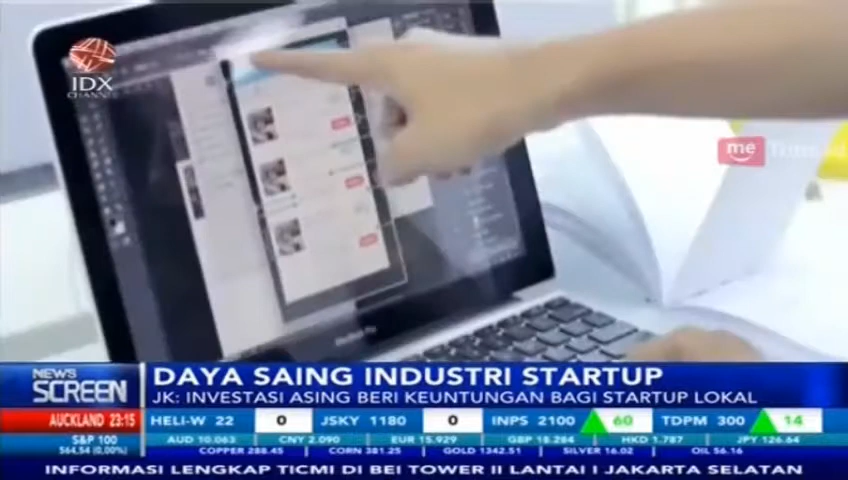 IDX
CHANNEL
me
NEWS
SCREEN
DAYA SAING INDUSTRI STARTUP
JK: INVESTASI ASING BERI KEUNTUNGAN BAGI STARTUP LOKAL
AUCKLAND 23:15
HELI-W 22 0 JSKY 1180 0 INPS 2100 60 TDPM 300 14
S&P 100
564,54 (0,00%)
AUD 10.063 CNY 2.090 EUR 15.929 GBP 18.284 HKD 1.787 JPY 126.64
COPPER 288.45 CORN 381.25 GOLD 1342.51 SILVER 16.02 OIL 56.16
INFORMASI LENGKAP TICMI DI BEI TOWER II LANTAI I JAKARTA SELATAN